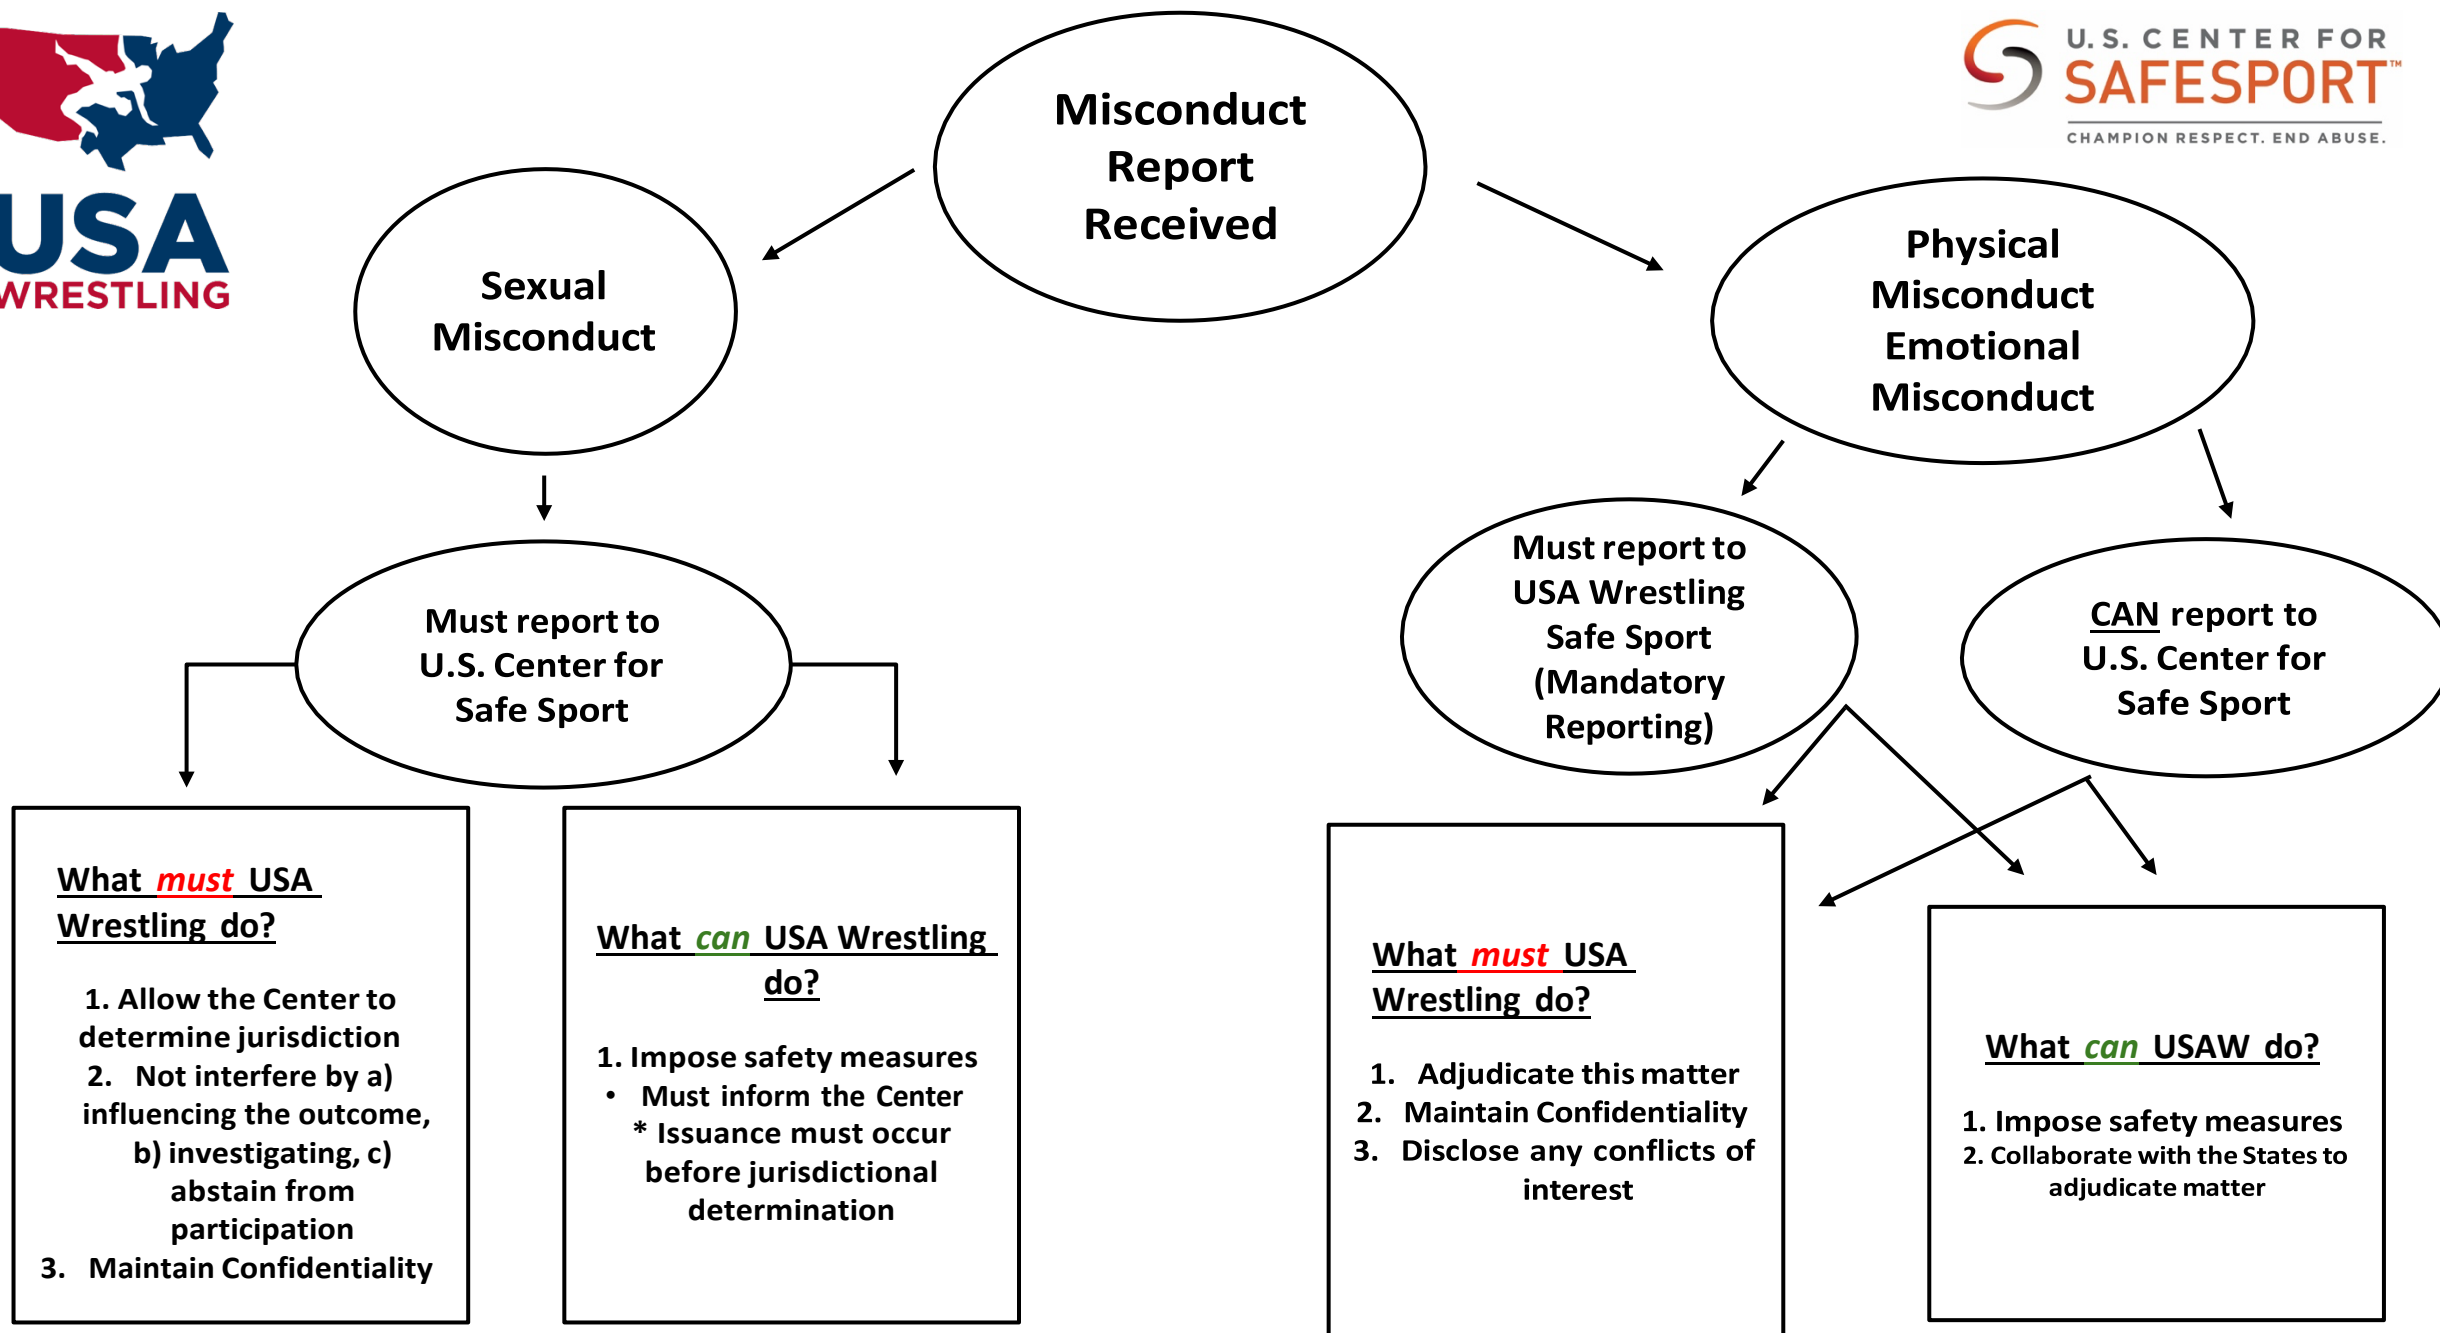 USA
WRESTLING
U.S. CENTER FOR
SAFESPORT™
CHAMPION RESPECT. END ABUSE.
Misconduct
Report
Received
Sexual
Misconduct
Physical
Misconduct
Emotional
Misconduct
Must report to
U.S. Center for
Safe Sport
Must report to
USA Wrestling
Safe Sport
(Mandatory
Reporting)
CAN report to
U.S. Center for
Safe Sport
What must USA
Wrestling do?
1. Allow the Center to
determine jurisdiction
2. Not interfere by a)
influencing the outcome,
b) investigating, c)
abstain from
participation
3. Maintain Confidentiality
What can USA Wrestling
do?
1. Impose safety measures
• Must inform the Center
* Issuance must occur
before jurisdictional
determination
What must USA
Wrestling do?
1. Adjudicate this matter
2. Maintain Confidentiality
3. Disclose any conflicts of
interest
What can USAW do?
1. Impose safety measures
2. Collaborate with the States to
adjudicate matter